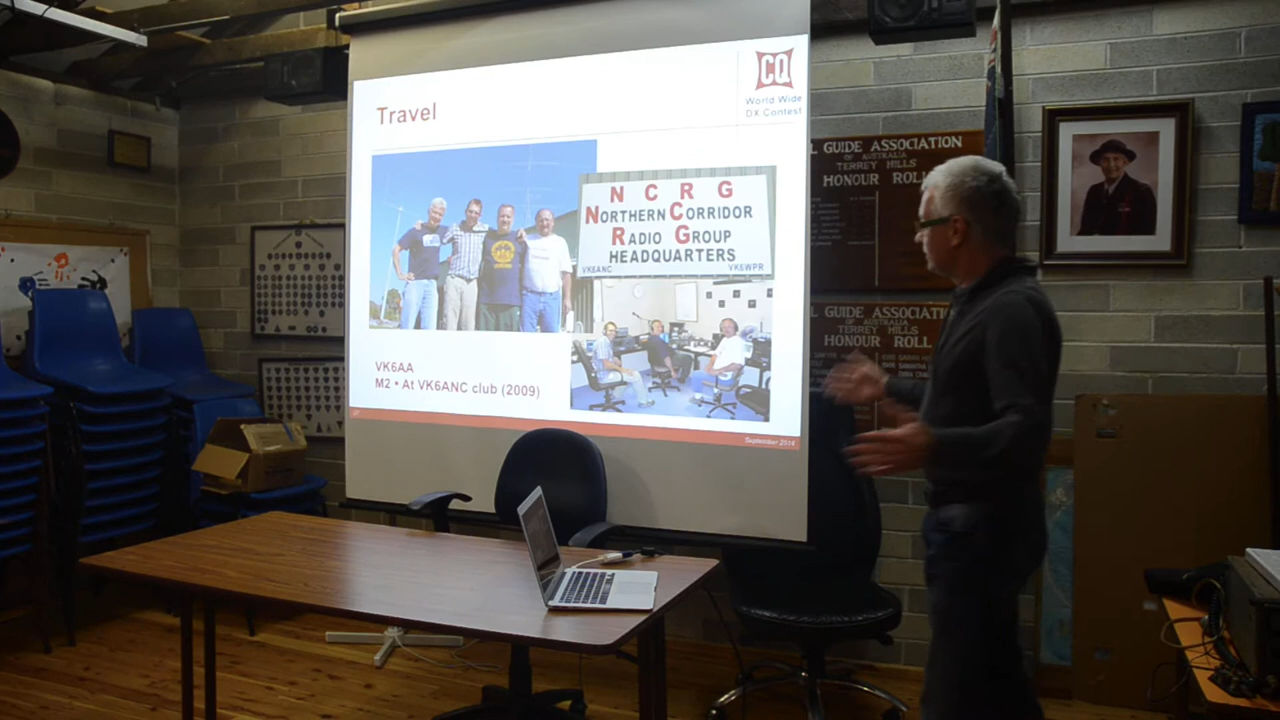 Travel
CQ
World Wide
DX Contest
N C R G
NORTHERN CORRIDOR
RADIO GROUP
HEADQUARTERS
VK6ANC VK6WPR
VK6AA
M2 • At VK6ANC club (2009)
September 2014
L GUIDE ASSOCIATION
OF AUSTRALIA
TERREY HILLS
HONOUR ROLL
L GUIDE ASSOCIATION
OF AUSTRALIA
TERREY HILLS
HONOUR ROLL